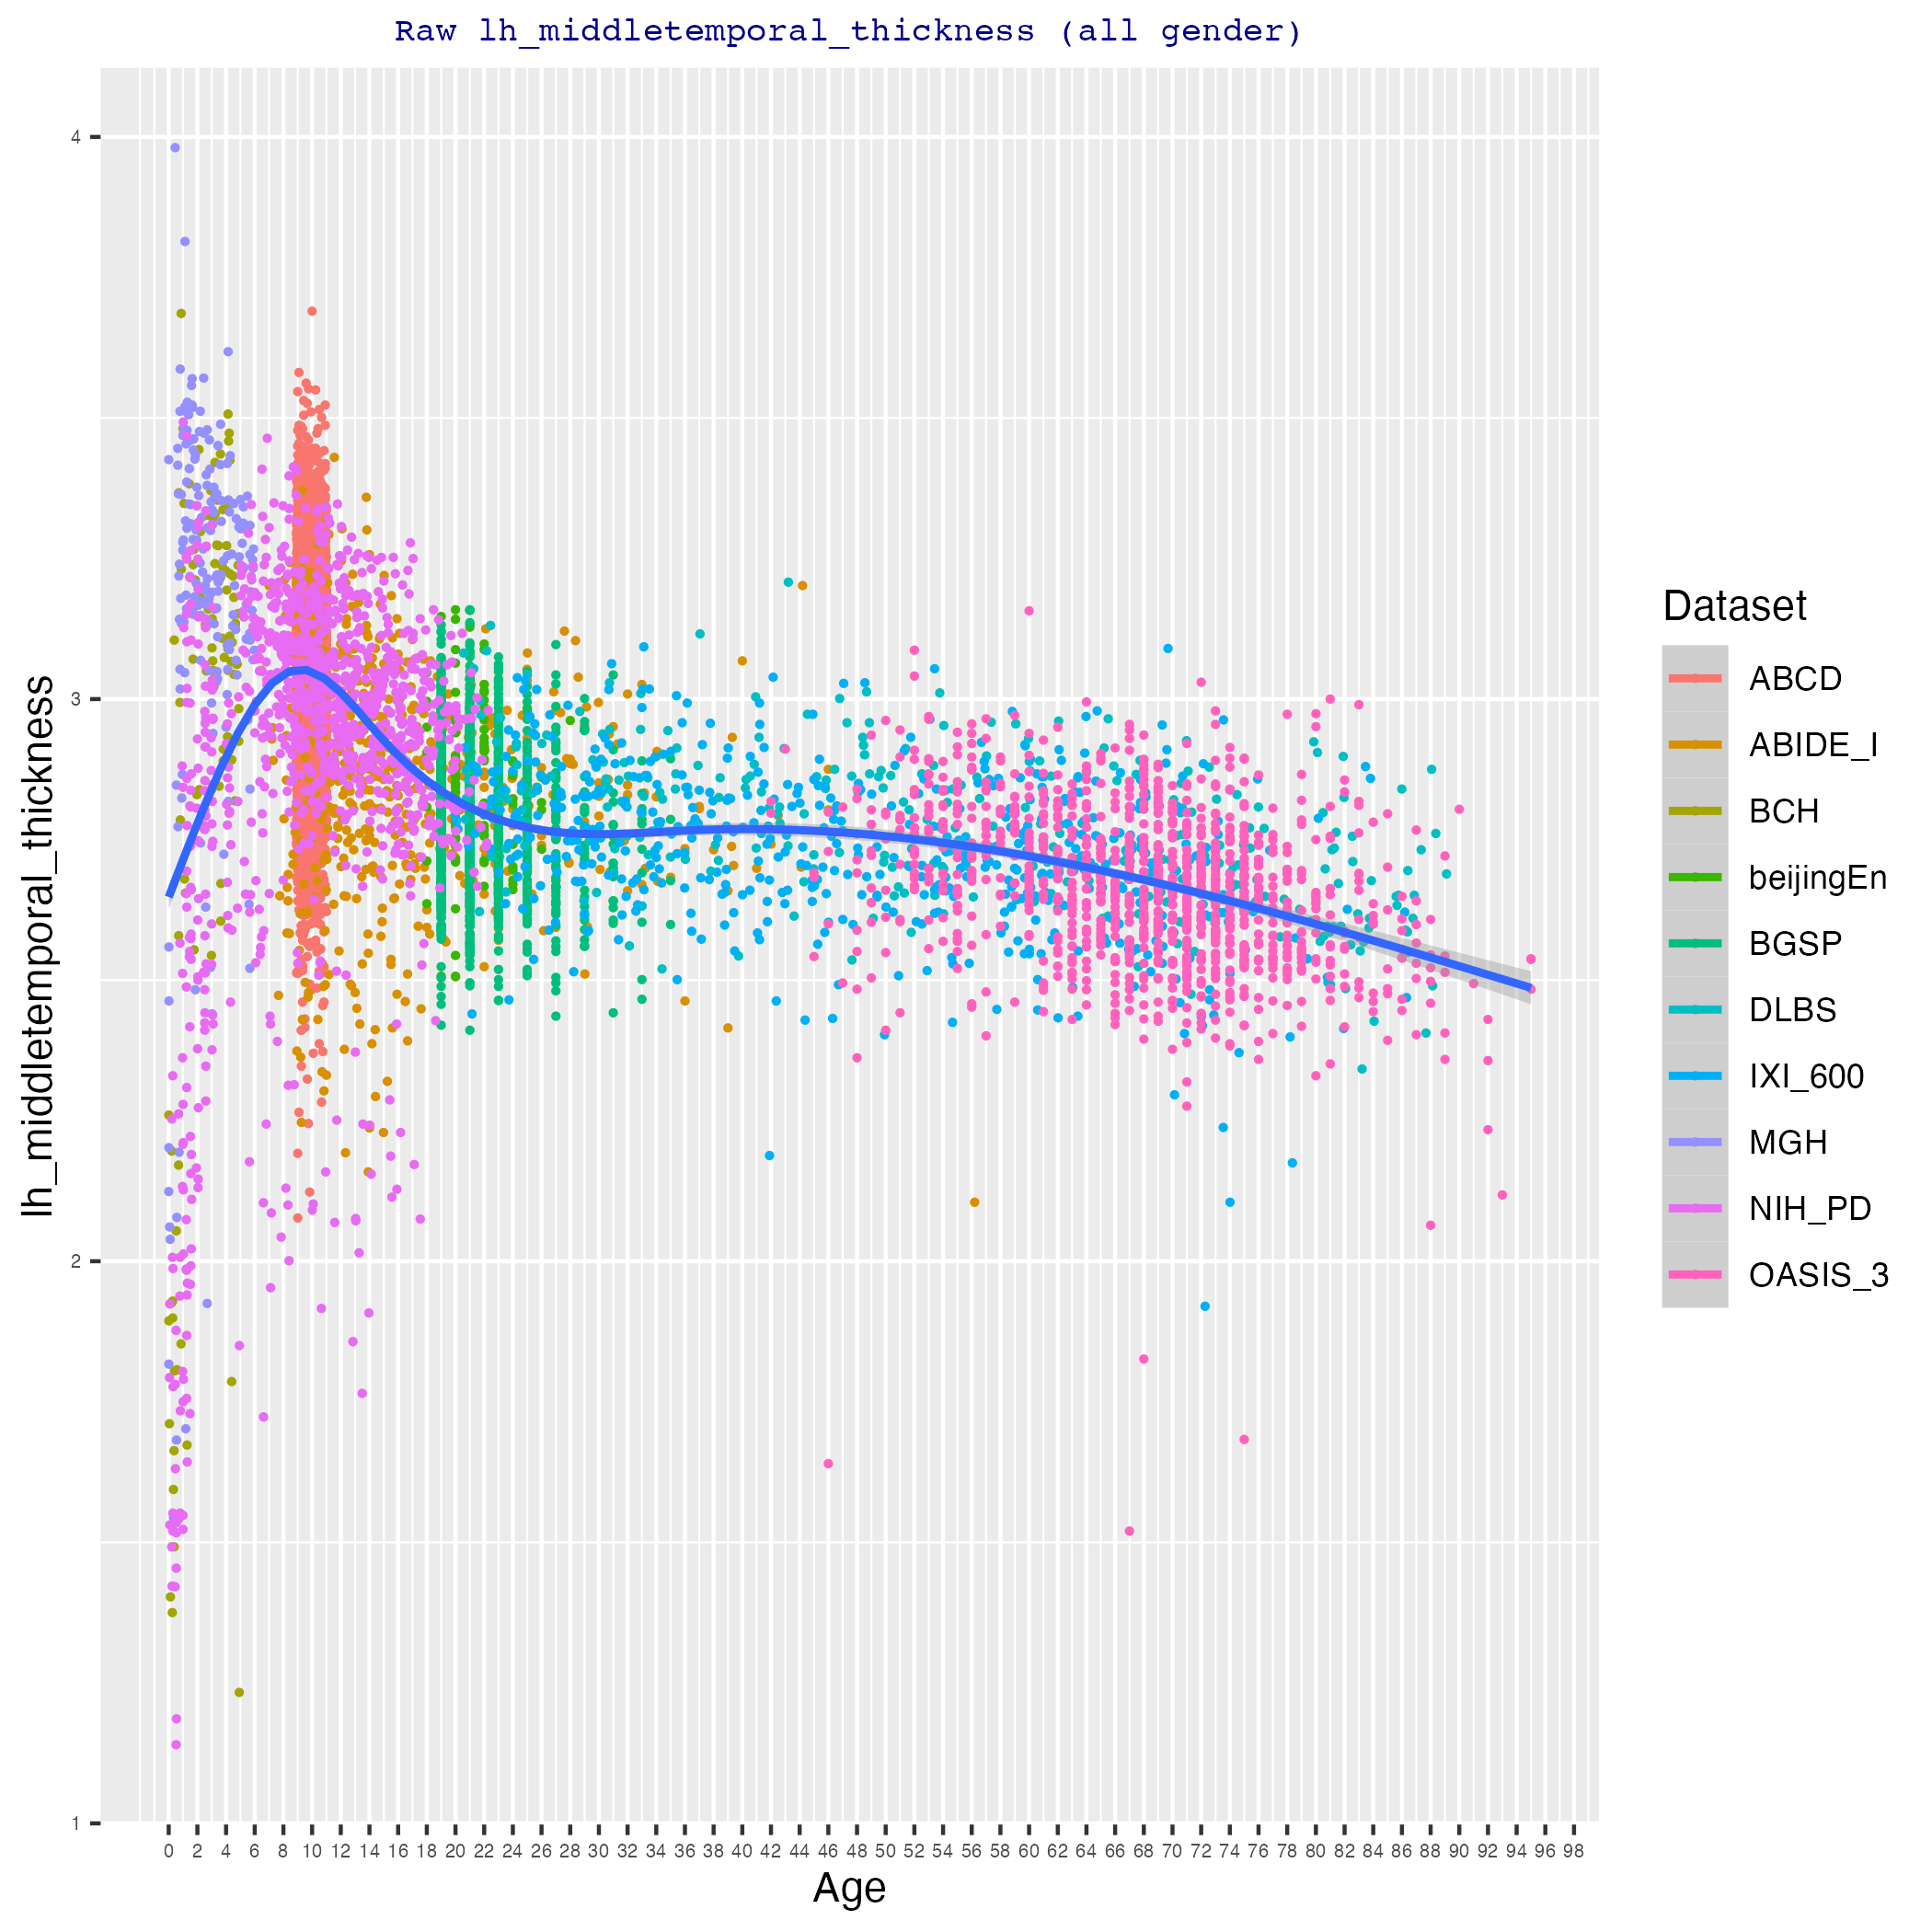 Raw lh_middletemporal_thickness (all gender)
lh_middletemporal_thickness
4
3
2
1
0 2 4 6 8 10 12 14 16 18 20 22 24 26 28 30 32 34 36 38 40 42 44 46 48 50 52 54 56 58 60 62 64 66 68 70 72 74 76 78 80 82 84 86 88 90 92 94 96 98
Age
Dataset
ABCD
ABIDE_I
BCH
beijingEn
BGSP
DLBS
IXI_600
MGH
NIH_PD
OASIS_3